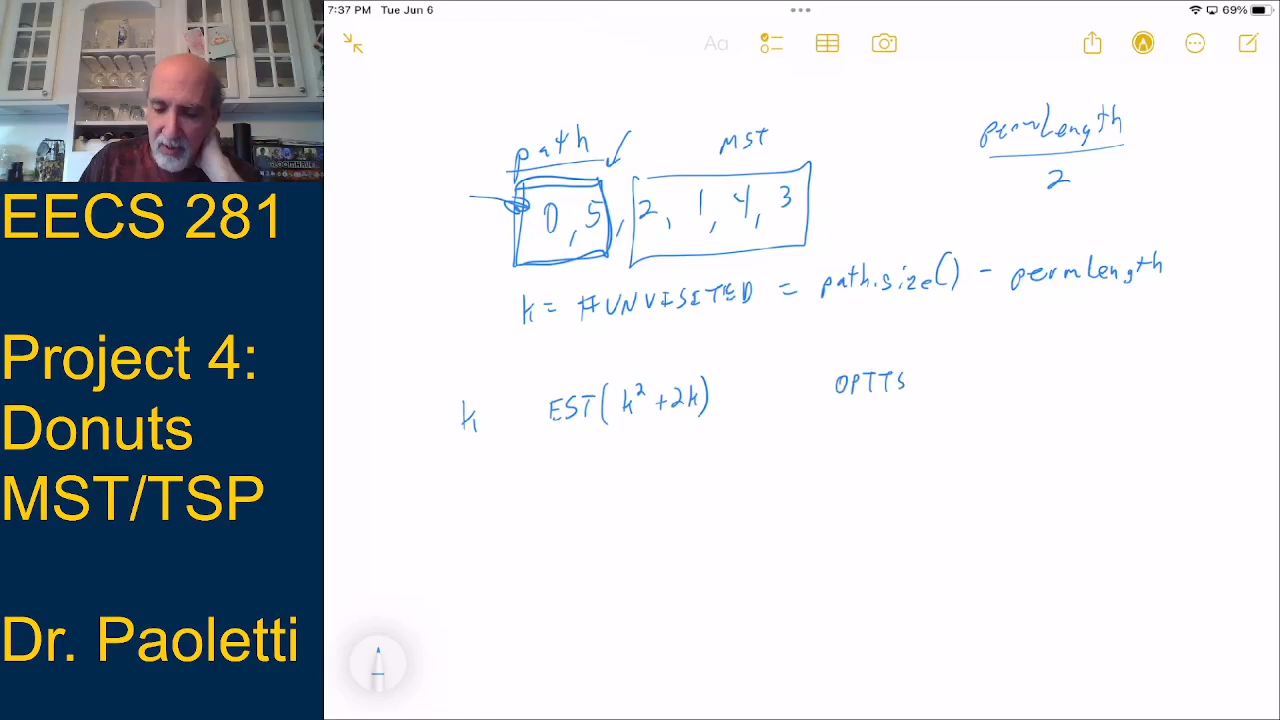 7:37 PM Tue Jun 6
69%
Aa
path MST permLength
0, 5, 2, 1, 4, 3 2
k = #UNVISITED = path.size() - permLength
k EST(k² + 2k) OPTTS
EECS 281
Project 4:
Donuts
MST/TSP
Dr. Paoletti